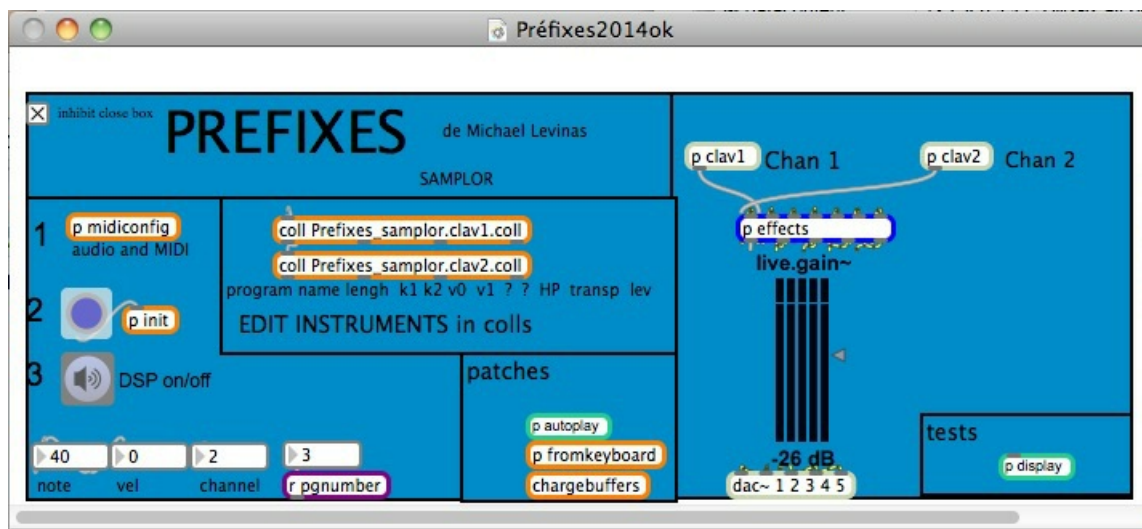 Préfixes2014ok
inhibit close box
PREFIXES
de Michael Levinas
SAMPLOR
p clav1
Chan 1
p clav2
Chan 2
1
p midiconfig
audio and MIDI
coll Prefixes_samplor.clav1.coll
coll Prefixes_samplor.clav2.coll
program name lengh k1 k2 v0 v1 ? ? HP transp lev
EDIT INSTRUMENTS in colls
p effects
live.gain~
2
p init
3
DSP on/off
patches
p autoplay
p fromkeyboard
chargebuffers
40
0
2
3
note
vel
channel
r pgnumber
-26 dB
dac~ 1 2 3 4 5
tests
p display